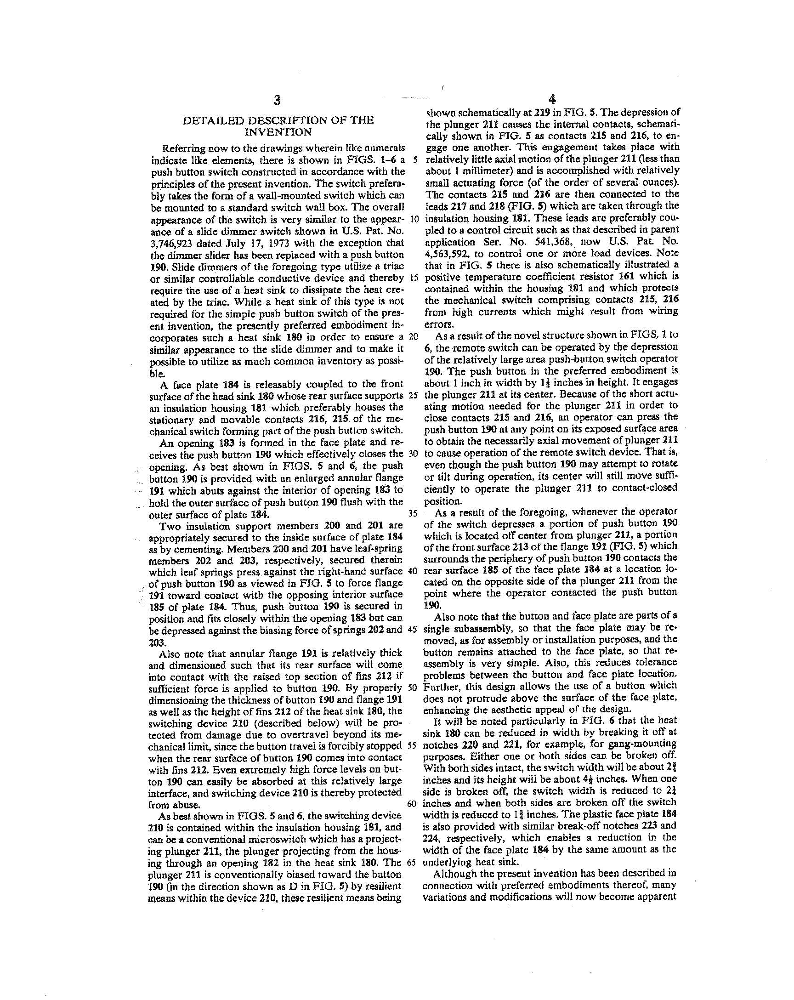 3
DETAILED DESCRIPTION OF THE
INVENTION
Referring now to the drawings wherein like numerals
indicate like elements, there is shown in FIGS. 1-6 a
push button switch constructed in accordance with the
principles of the present invention. The switch prefera-
bly takes the form of a wall-mounted switch which can
be mounted to a standard switch wall box. The overall
appearance of the switch is very similar to the appear-
ance of a slide dimmer switch shown in U.S. Pat. No.
3,746,923 dated July 17, 1973 with the exception that
the dimmer slider has been replaced with a push button
190. Slide dimmers of the foregoing type utilize a triac
or similar controllable conductive device and thereby
require the use of a heat sink to dissipate the heat cre-
ated by the triac. While a heat sink of this type is not
required for the simple push button switch of the pres-
ent invention, the presently preferred embodiment in-
corporates such a heat sink 180 in order to ensure a
similar appearance to the slide dimmer and to make it
possible to utilize as much common inventory as possi-
ble.
A face plate 184 is releasably coupled to the front
surface of the head sink 180 whose rear surface supports
an insulation housing 181 which preferably houses the
stationary and movable contacts 216, 215 of the me-
chanical switch forming part of the push button switch.
An opening 183 is formed in the face plate and re-
ceives the push button 190 which effectively closes the
opening. As best shown in FIGS. 5 and 6, the push
button 190 is provided with an enlarged annular flange
191 which abuts against the interior of opening 183 to
hold the outer surface of push button 190 flush with the
outer surface of plate 184.
Two insulation support members 200 and 201 are
appropriately secured to the inside surface of plate 184
as by cementing. Members 200 and 201 have leaf-spring
members 202 and 203, respectively, secured therein
which leaf springs press against the right-hand surface
of push button 190 as viewed in FIG. 5 to force flange
191 toward contact with the opposing interior surface
185 of plate 184. Thus, push button 190 is secured in
position and fits closely within the opening 183 but can
be depressed against the biasing force of springs 202 and
203.
Also note that annular flange 191 is relatively thick
and dimensioned such that its rear surface will come
into contact with the raised top section of fins 212 if
sufficient force is applied to button 190. By properly
dimensioning the thickness of button 190 and flange 191
as well as the height of fins 212 of the heat sink 180, the
switching device 210 (described below) will be pro-
tected from damage due to overtravel beyond its me-
chanical limit, since the button travel is forcibly stopped
when the rear surface of button 190 comes into contact
with fins 212. Even extremely high force levels on but-
ton 190 can easily be absorbed at this relatively large
interface, and switching device 210 is thereby protected
from abuse.
As best shown in FIGS. 5 and 6, the switching device
210 is contained within the insulation housing 181, and
can be a conventional microswitch which has a project-
ing plunger 211, the plunger projecting from the hous-
ing through an opening 182 in the heat sink 180. The
plunger 211 is conventionally biased toward the button
190 (in the direction shown as D in FIG. 5) by resilient
means within the device 210, these resilient means being
5
10
15
20
25
30
35
40
45
50
55
60
65
4
shown schematically at 219 in FIG. 5. The depression of
the plunger 211 causes the internal contacts, schemati-
cally shown in FIG. 5 as contacts 215 and 216, to en-
gage one another. This engagement takes place with
relatively little axial motion of the plunger 211 (less than
about 1 millimeter) and is accomplished with relatively
small actuating force (of the order of several ounces).
The contacts 215 and 216 are then connected to the
leads 217 and 218 (FIG. 5) which are taken through the
insulation housing 181. These leads are preferably cou-
pled to a control circuit such as that described in parent
application Ser. No. 541,368, now U.S. Pat. No.
4,563,592, to control one or more load devices. Note
that in FIG. 5 there is also schematically illustrated a
positive temperature coefficient resistor 161 which is
contained within the housing 181 and which protects
the mechanical switch comprising contacts 215, 216
from high currents which might result from wiring
errors.
As a result of the novel structure shown in FIGS. 1 to
6, the remote switch can be operated by the depression
of the relatively large area push-button switch operator
190. The push button in the preferred embodiment is
about 1 inch in width by inches in height. It engages
the plunger 211 at its center. Because of the short actu-
ating motion needed for the plunger 211 in order to
close contacts 215 and 216, an operator can press the
push button 190 at any point on its exposed surface area
to obtain the necessarily axial movement of plunger 211
to cause operation of the remote switch device. That is,
even though the push button 190 may attempt to rotate
or tilt during operation, its center will still move suffi-
ciently to operate the plunger 211 to contact-closed
position.
As a result of the foregoing, whenever the operator
of the switch depresses a portion of push button 190
which is located off center from plunger 211, a portion
of the front surface 213 of the flange 191 (FIG. 5) which
surrounds the periphery of push button 190 contacts the
rear surface 185 of the face plate 184 at a location lo-
cated on the opposite side of the plunger 211 from the
point where the operator contacted the push button
190.
Also note that the button and face plate are parts of a
single subassembly, so that the face plate may be re-
moved, as for assembly or installation purposes, and the
button remains attached to the face plate, so that re-
assembly is very simple. Also, this reduces tolerance
problems between the button and face plate location.
Further, this design allows the use of a button which
does not protrude above the surface of the face plate,
enhancing the aesthetic appeal of the design.
It will be noted particularly in FIG. 6 that the heat
sink 180 can be reduced in width by breaking it off at
notches 220 and 221, for example, for gang-mounting
purposes. Either one or both sides can be broken off.
With both sides intact, the switch width will be about
inches and its height will be about inches. When one
side is broken off, the switch width is reduced to
inches and when both sides are broken off the switch
width is reduced to inches. The plastic face plate 184
is also provided with similar break-off notches 223 and
224, respectively, which enables a reduction in the
width of the face plate 184 by the same amount as the
underlying heat sink.
Although the present invention has been described in
connection with preferred embodiments thereof, many
variations and modifications will now become apparent